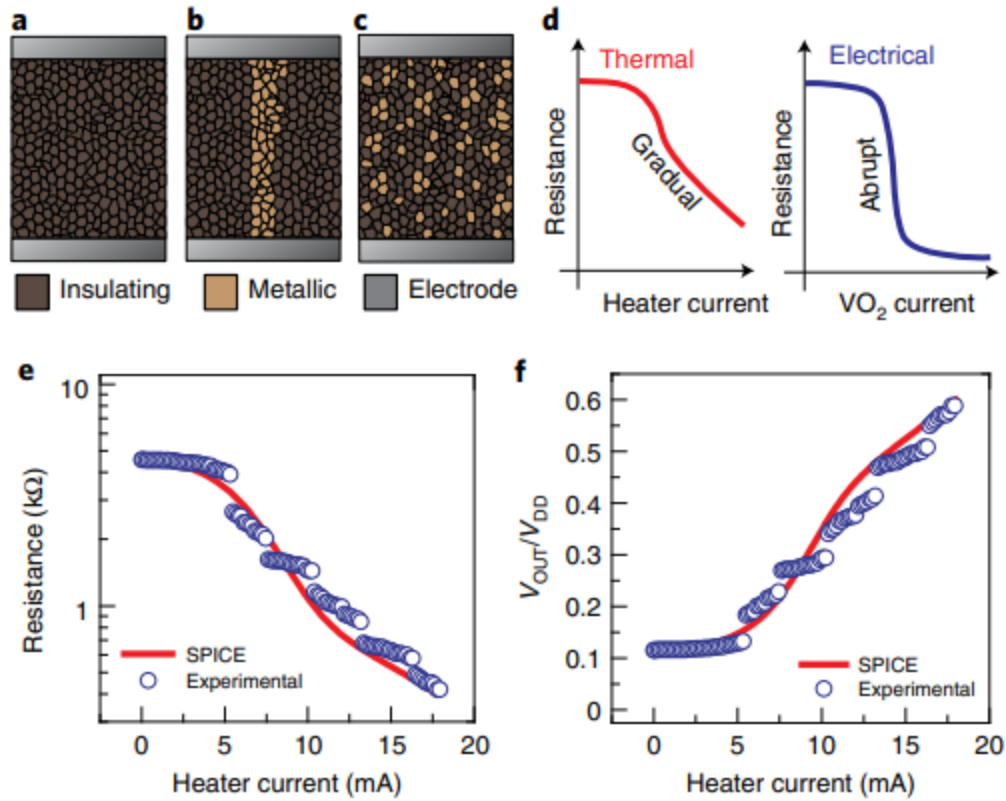 a
b
c
Insulating
Metallic
Electrode
d
Thermal
Gradual
Resistance
Heater current
Electrical
Abrupt
Resistance
VO₂ current
e
10
1
Resistance (kΩ)
SPICE
Experimental
0
5
10
15
20
Heater current (mA)
f
0.6
0.5
0.4
0.3
0.2
0.1
0
V_OUT/V_DD
SPICE
Experimental
0
5
10
15
20
Heater current (mA)